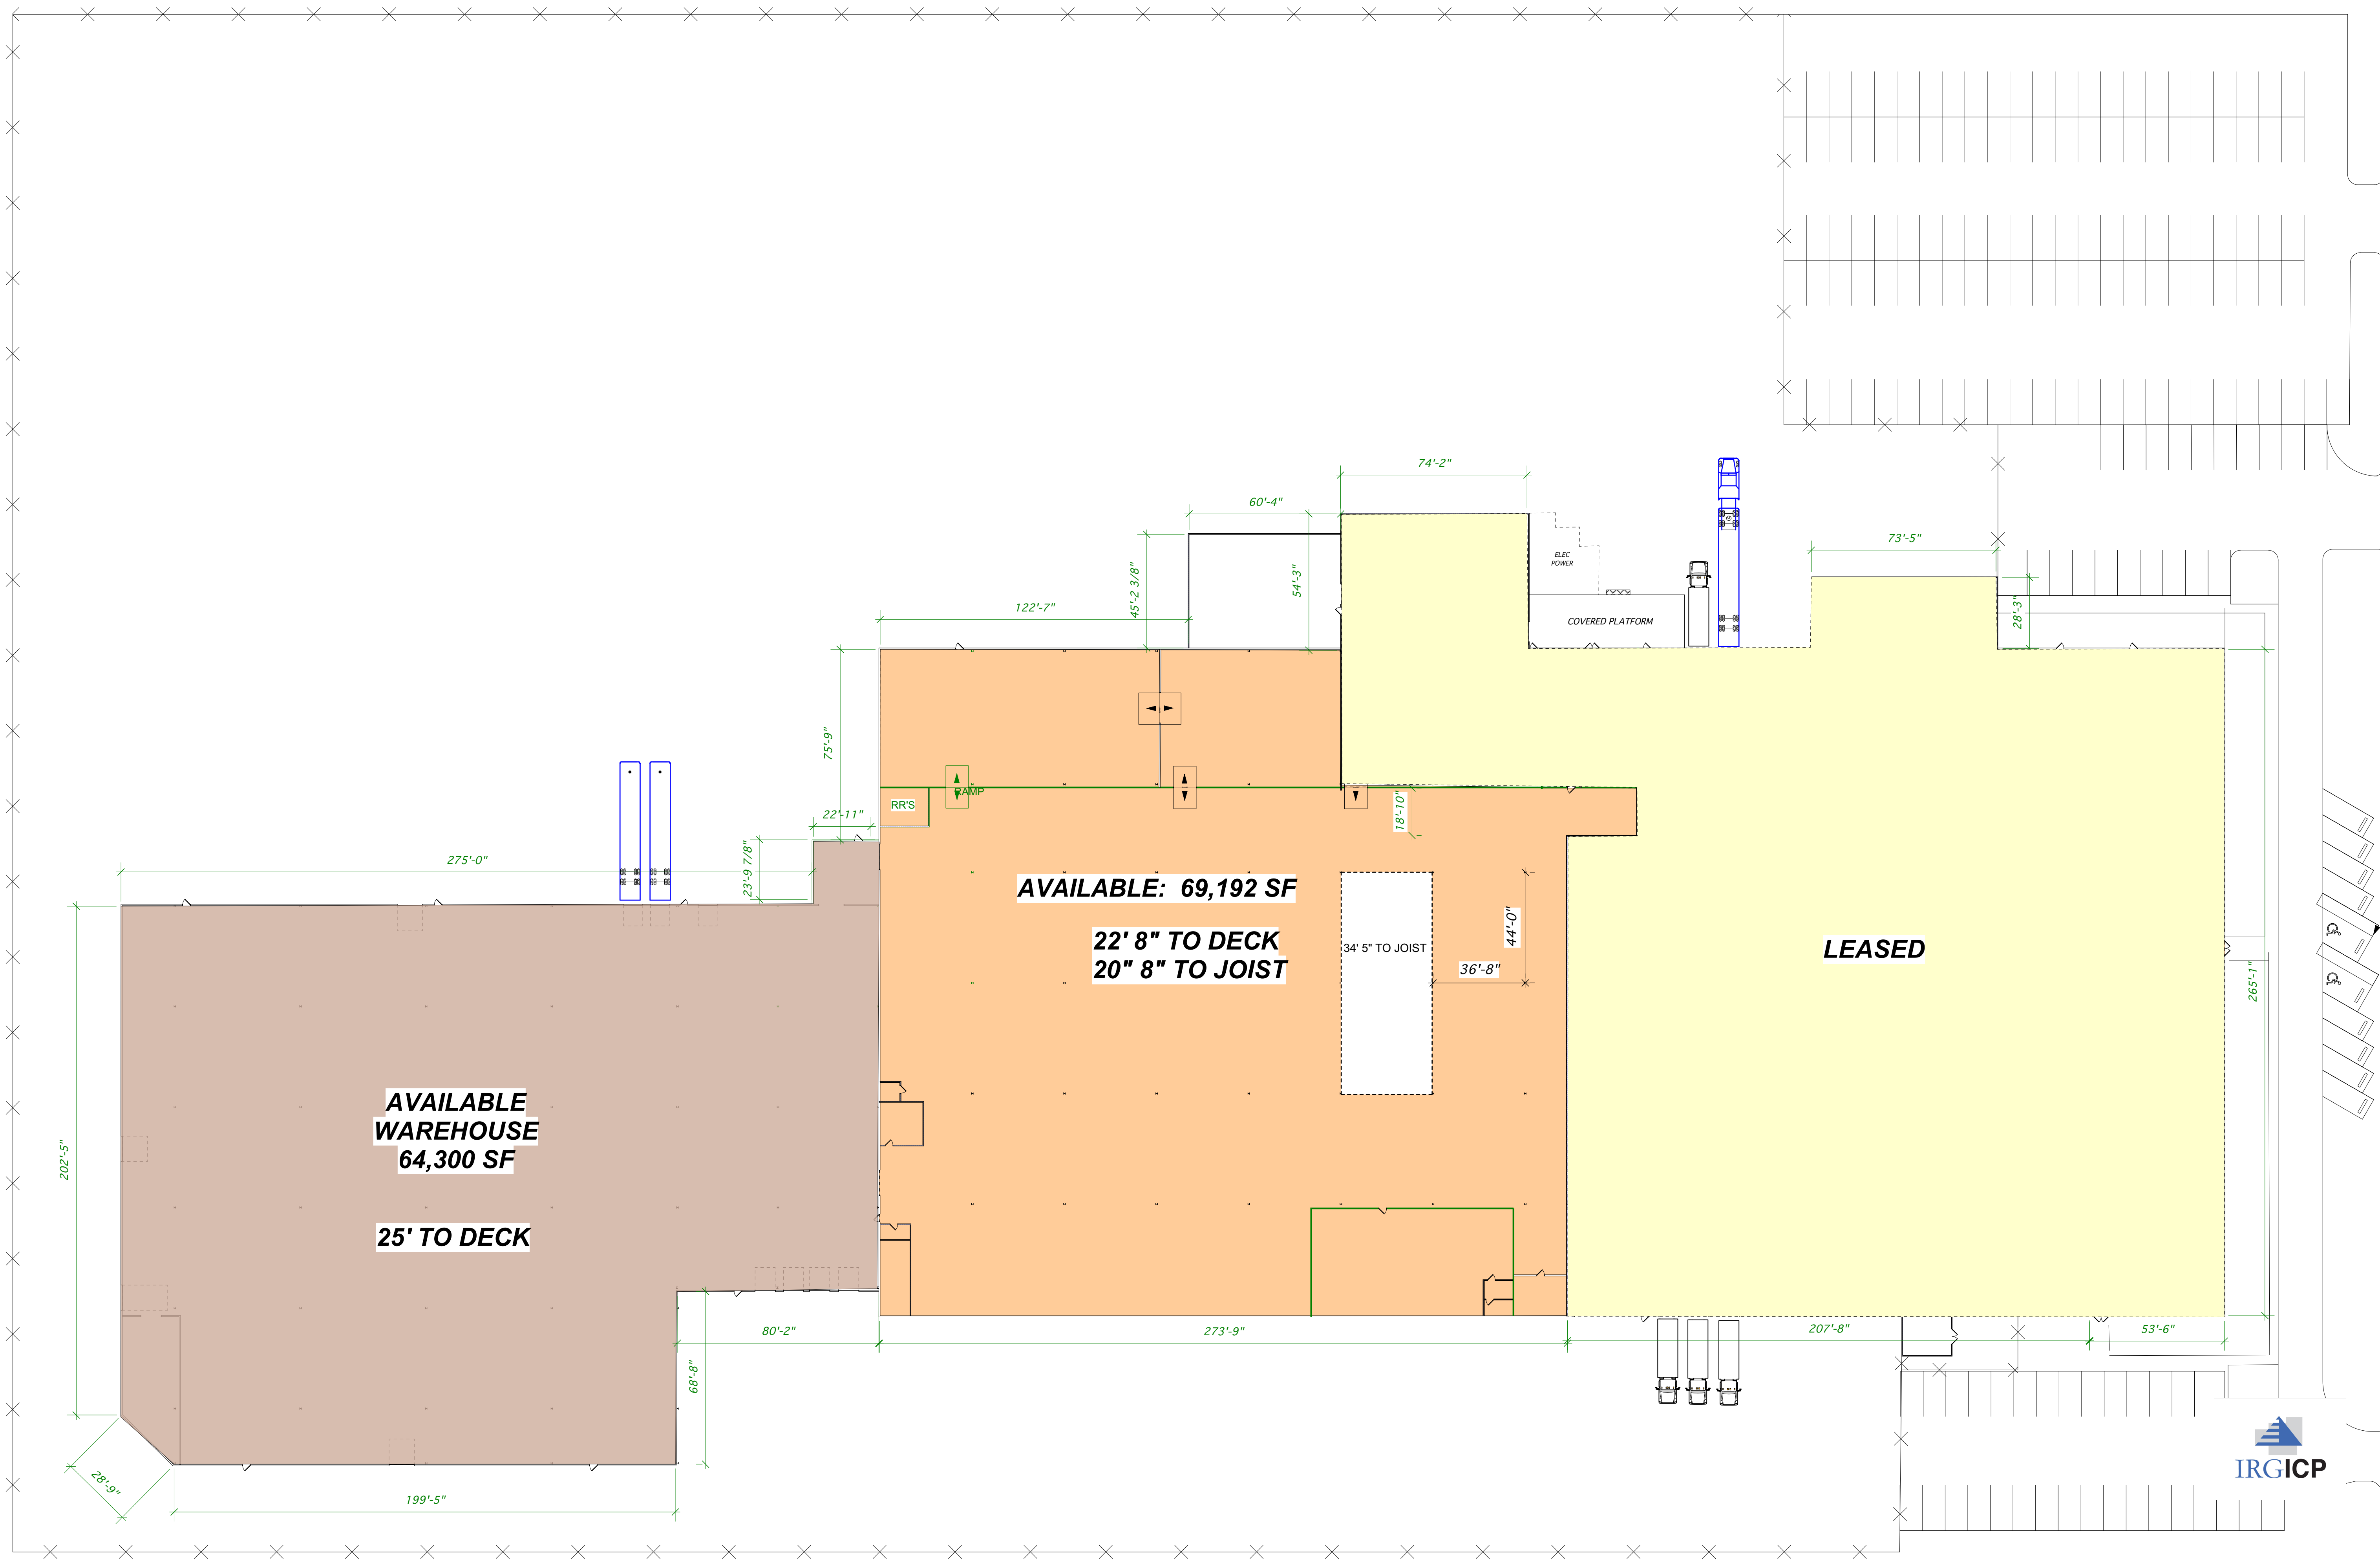 74'-2"
60'-4"
73'-5"
ELEC
POWER
45'-2 3/8"
54'-3"
122'-7"
28'-3"
COVERED PLATFORM
75'-9"
RAMP
RR'S
18'-10"
22'-11"
275'-0"
23'-9 7/8"
AVAILABLE: 69,192 SF
22' 8" TO DECK
20" 8" TO JOIST
34' 5" TO JOIST
44'-0"
36'-8"
LEASED
265'-1"
AVAILABLE
WAREHOUSE
64,300 SF
25' TO DECK
202'-5"
80'-2"
273'-9"
207'-8"
53'-6"
68'-8"
28'-9"
199'-5"
IRGICP